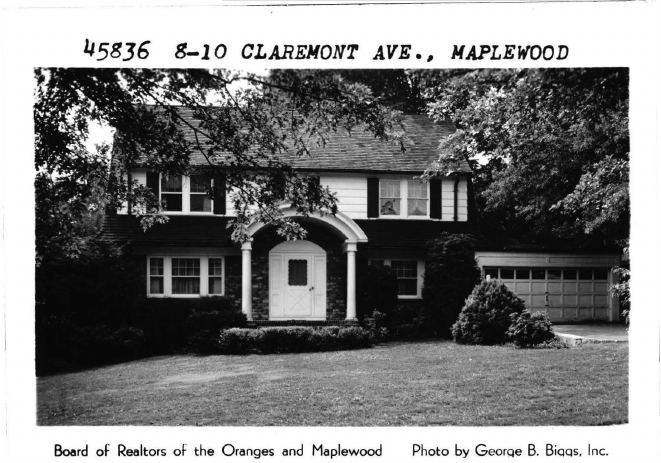 45836 8-10 CLAREMONT AVE., MAPLEWOOD
Board of Realtors of the Oranges and Maplewood Photo by George B. Biggs, Inc.